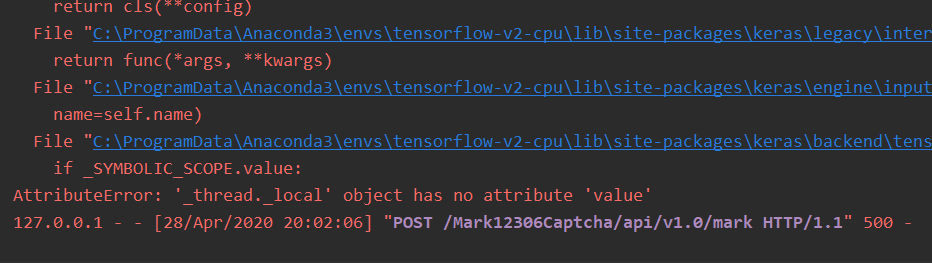 return cls(**config)
File "C:\ProgramData\Anaconda3\envs\tensorflow-v2-cpu\lib\site-packages\keras\legacy\inter
return func(*args, **kwargs)
File "C:\ProgramData\Anaconda3\envs\tensorflow-v2-cpu\lib\site-packages\keras\engine\input
name=self.name)
File "C:\ProgramData\Anaconda3\envs\tensorflow-v2-cpu\lib\site-packages\keras\backend\tens
if _SYMBOLIC_SCOPE.value:
AttributeError: '_thread._local' object has no attribute 'value'
127.0.0.1 - - [28/Apr/2020 20:02:06] "POST /Mark12306Captcha/api/v1.0/mark HTTP/1.1" 500 -